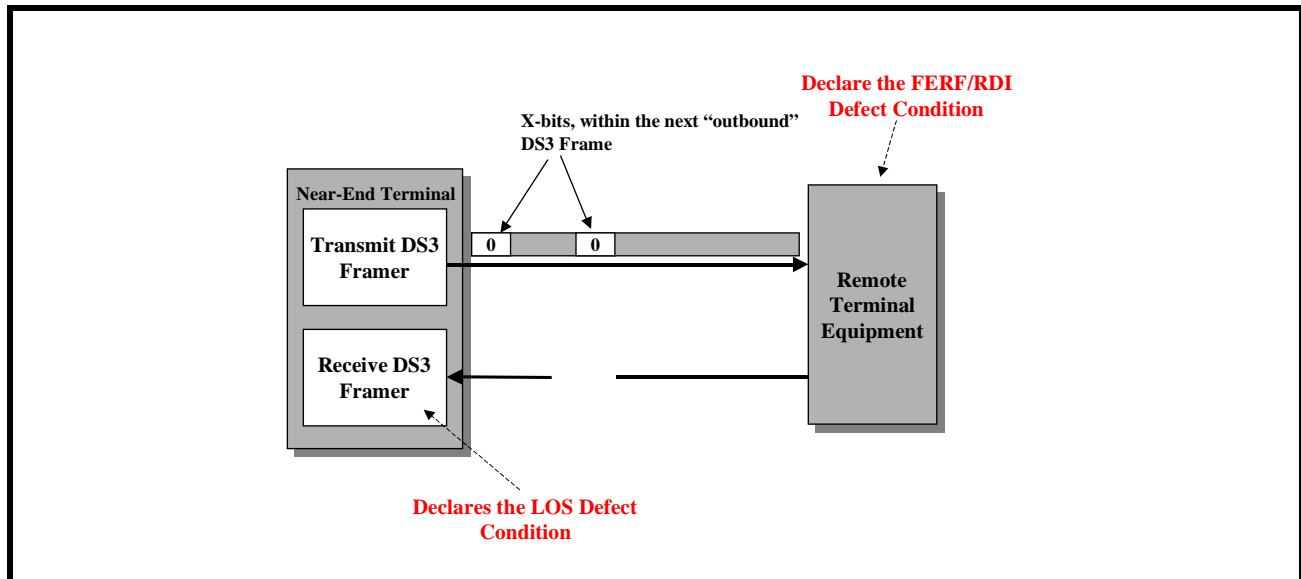 Declare the FERF/RDI
Defect Condition
X-bits, within the next “outbound”
DS3 Frame
Near-End Terminal
Transmit DS3
Framer
0
0
Remote
Terminal
Equipment
Receive DS3
Framer
Declares the LOS Defect
Condition